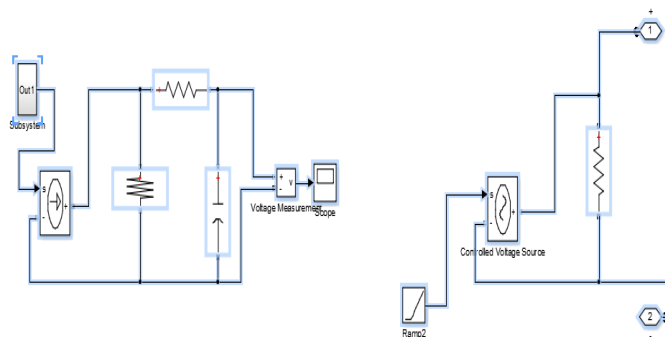 Out1
Subsystem
s
+
-
+
-
v
Voltage Measurement
Scope
+
1
s
+
-
Controlled Voltage Source
Ramp2
2